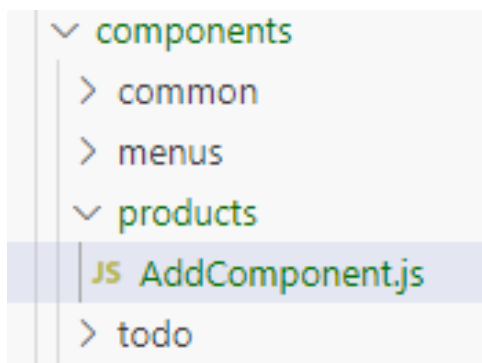 components
common
menus
products
JS AddComponent.js
todo